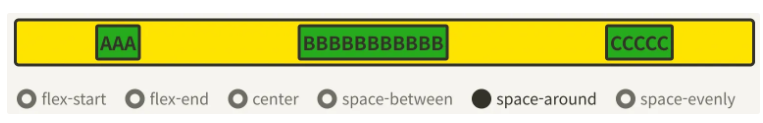 AAA BBBBBBBBBBB CCCCC
flex-start flex-end center space-between space-around space-evenly